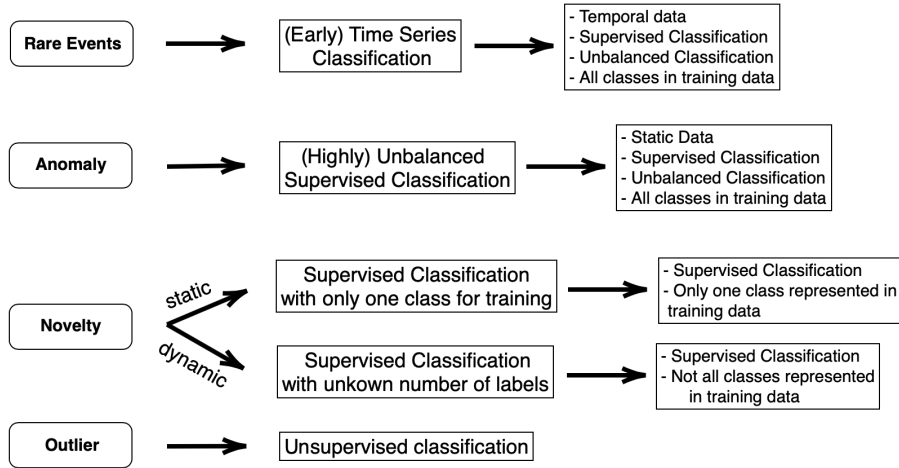 Rare Events
(Early) Time Series
Classification
- Temporal data
- Supervised Classification
- Unbalanced Classification
- All classes in training data
Anomaly
(Highly) Unbalanced
Supervised Classification
- Static Data
- Supervised Classification
- Unbalanced Classification
- All classes in training data
Novelty
static
Supervised Classification
with only one class for training
- Supervised Classification
- Only one class represented in
training data
dynamic
Supervised Classification
with unkown number of labels
- Supervised Classification
- Not all classes represented
in training data
Outlier
Unsupervised classification